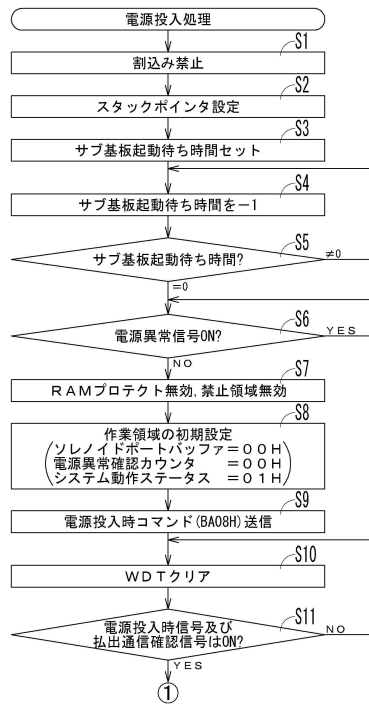 電源投入処理
S1
割込み禁止
S2
スタックポインタ設定
S3
サブ基板起動待ち時間セット
S4
サブ基板起動待ち時間を－1
S5
サブ基板起動待ち時間?
≠0
=0
S6
電源異常信号ON?
YES
NO
S7
ＲＡＭプロテクト無効,禁止領域無効
S8
作業領域の初期設定
(ソレノイドポートバッファ＝００Ｈ
電源異常確認カウンタ　　＝００Ｈ
システム動作ステータス　＝０１Ｈ)
S9
電源投入時コマンド(BA08H)送信
S10
ＷＤＴクリア
S11
電源投入時信号及び
払出通信確認信号はON?
NO
YES
①